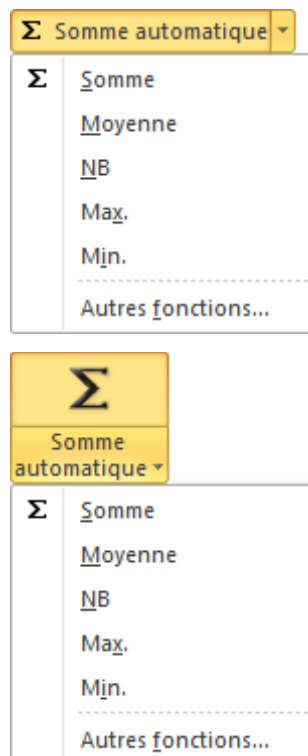 Σ Somme automatique
Σ Somme
Moyenne
NB
Max.
Min.
Autres fonctions...
Σ
Somme
automatique
Σ Somme
Moyenne
NB
Max.
Min.
Autres fonctions...